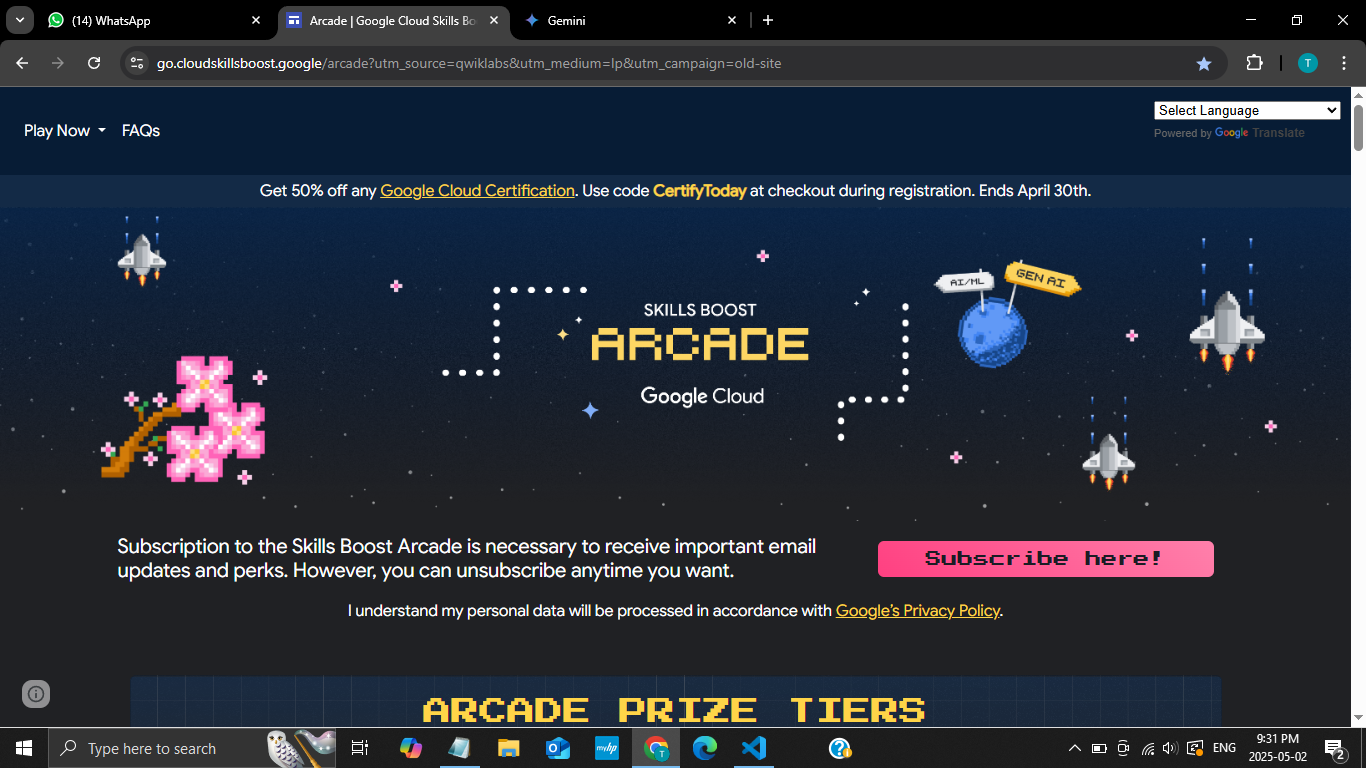 (14) WhatsApp
Arcade | Google Cloud Skills Bo
Gemini
go.cloudskillsboost.google/arcade?utm_source=qwiklabs&utm_medium=lp&utm_campaign=old-site
T
Play Now
FAQs
Select Language
Powered by Google Translate
Get 50% off any Google Cloud Certification. Use code CertifyToday at checkout during registration. Ends April 30th.
AI/ML
GEN AI
SKILLS BOOST
ARCADE
Google Cloud
Subscription to the Skills Boost Arcade is necessary to receive important email
updates and perks. However, you can unsubscribe anytime you want.
Subscribe here!
I understand my personal data will be processed in accordance with Google's Privacy Policy.
ARCADE PRIZE TIERS
Type here to search
myhp
T
ENG
9:31 PM
2025-05-02
2